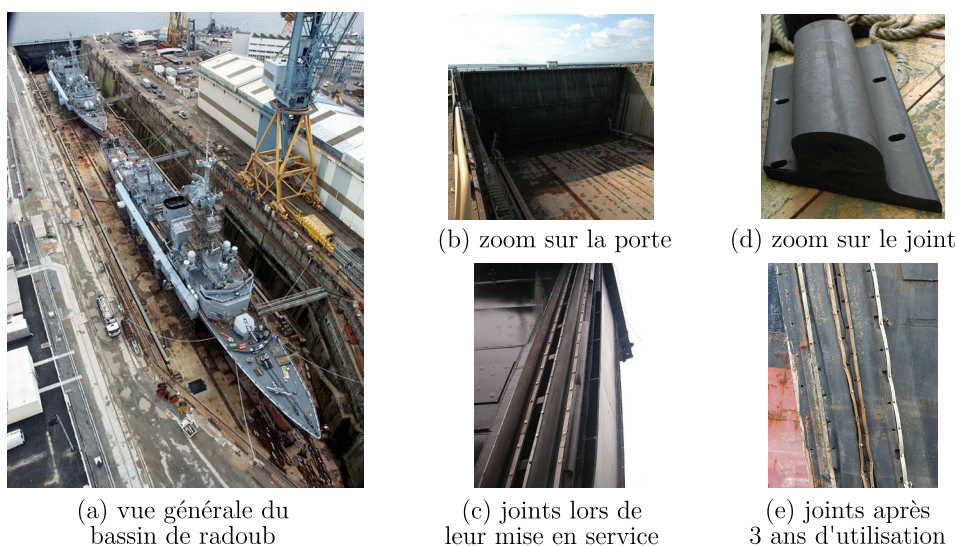 (a) vue générale du
bassin de radoub
(b) zoom sur la porte
(c) joints lors de
leur mise en service
(d) zoom sur le joint
(e) joints après
3 ans d'utilisation